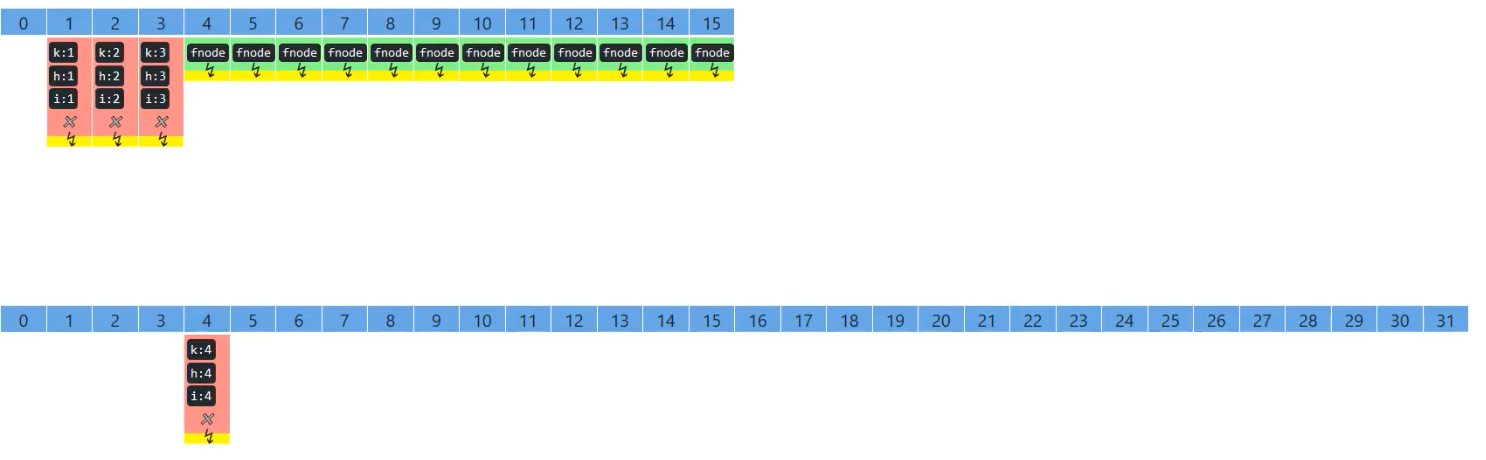 0 1 2 3 4 5 6 7 8 9 10 11 12 13 14 15
k:1 k:2 k:3 fnode fnode fnode fnode fnode fnode fnode fnode fnode fnode fnode fnode
h:1 h:2 h:3
i:1 i:2 i:3
0 1 2 3 4 5 6 7 8 9 10 11 12 13 14 15 16 17 18 19 20 21 22 23 24 25 26 27 28 29 30 31
k:4
h:4
i:4